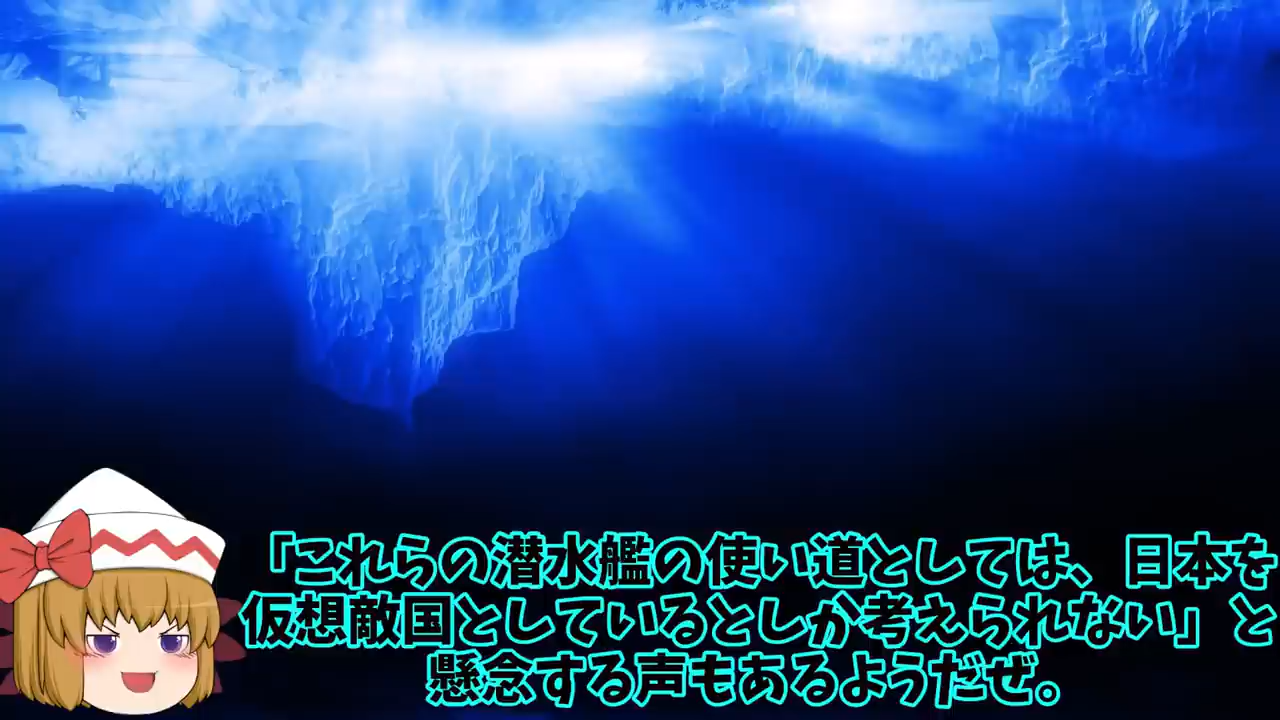 「これらの潜水艦の使い道としては、日本を
仮想敵国としているとしか考えられない」と
懸念する声もあるようだぜ。